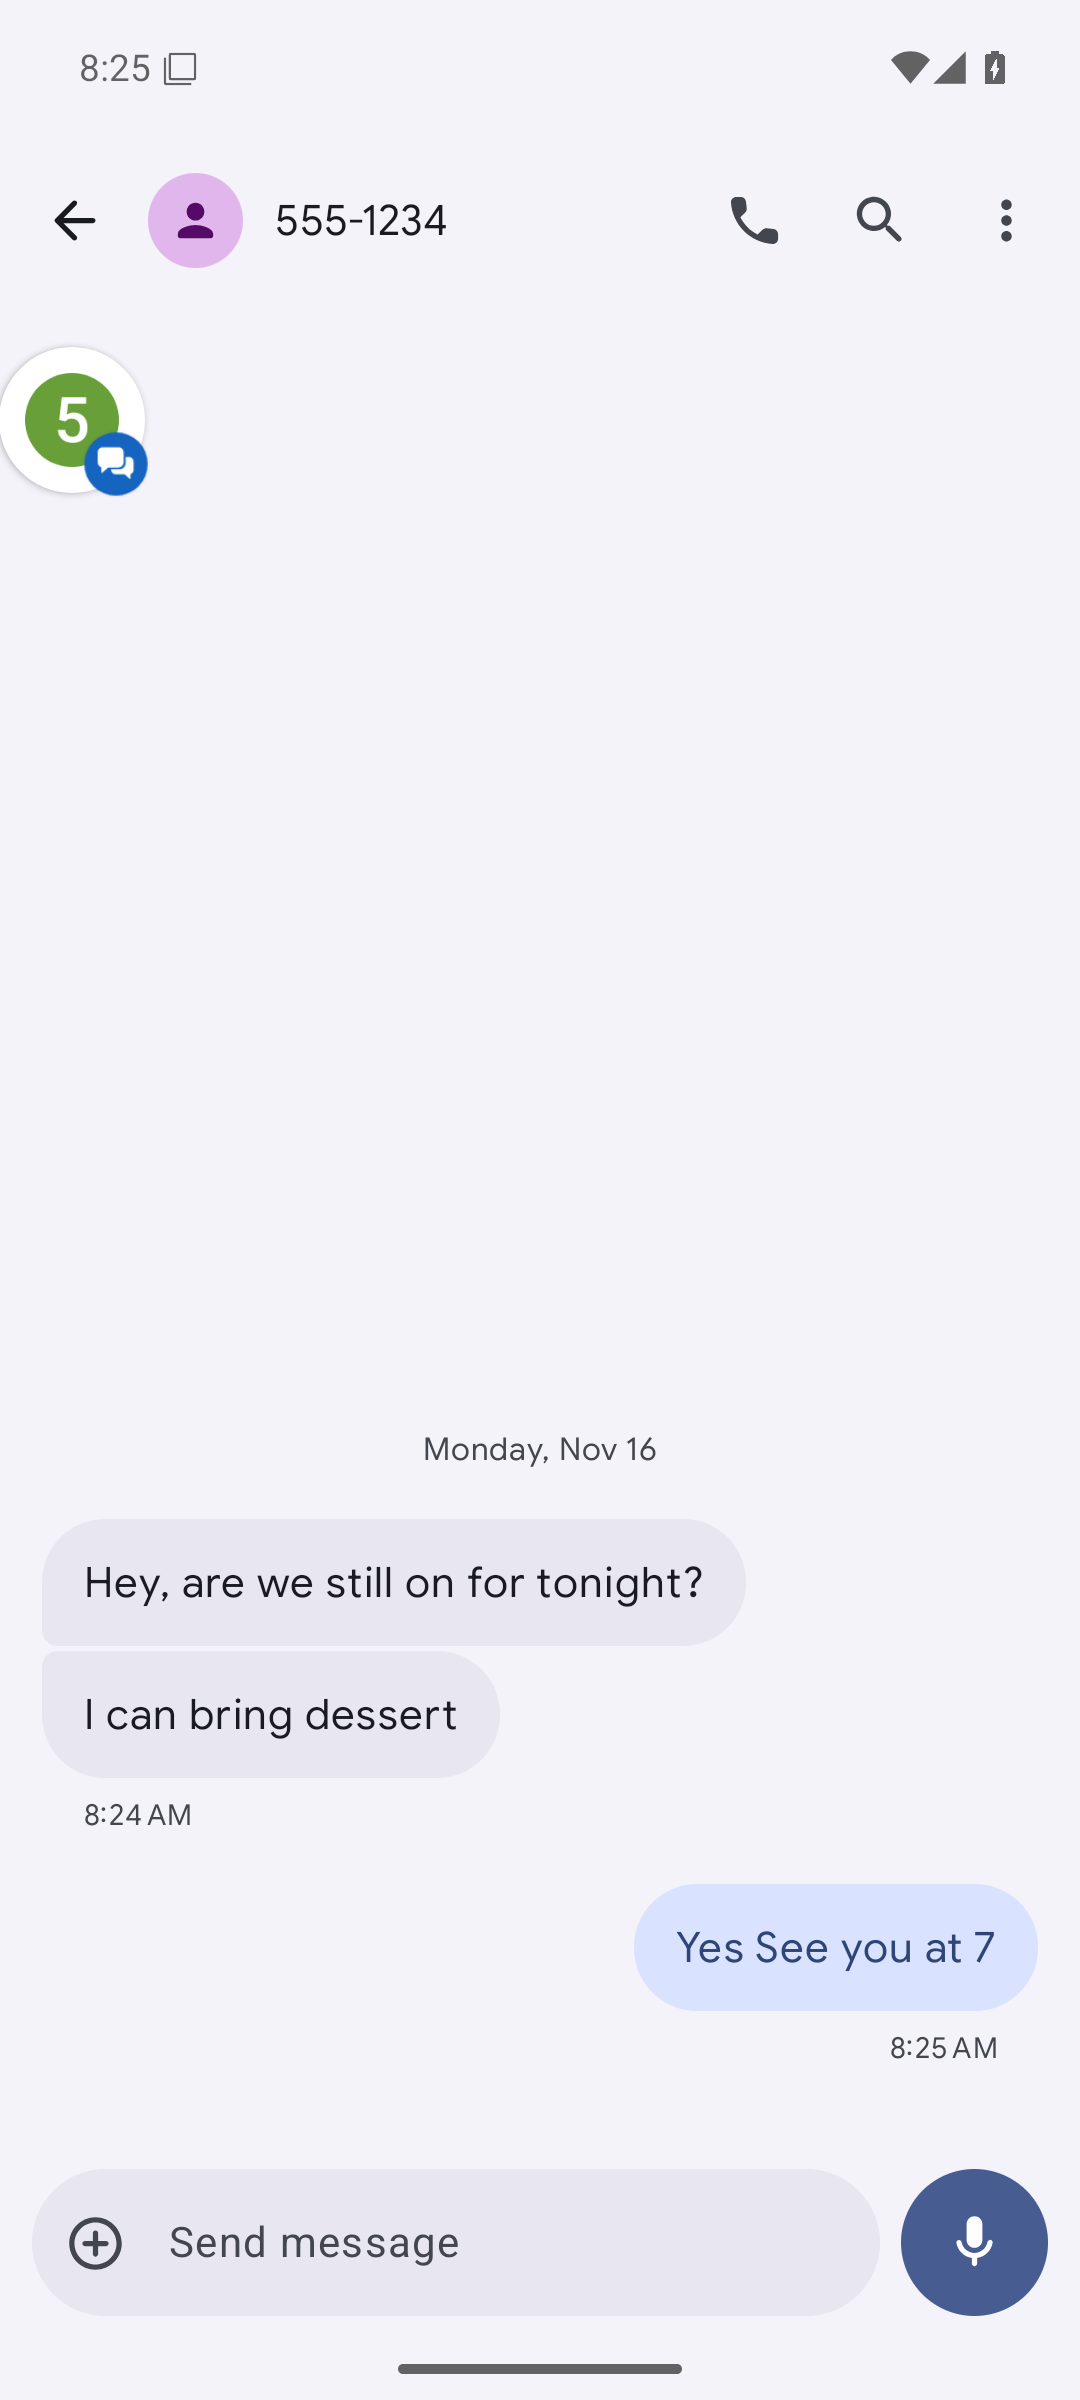 8:25
555-1234
5
Monday, Nov 16
Hey, are we still on for tonight?
I can bring dessert
8:24 AM
Yes See you at 7
8:25 AM
Send message